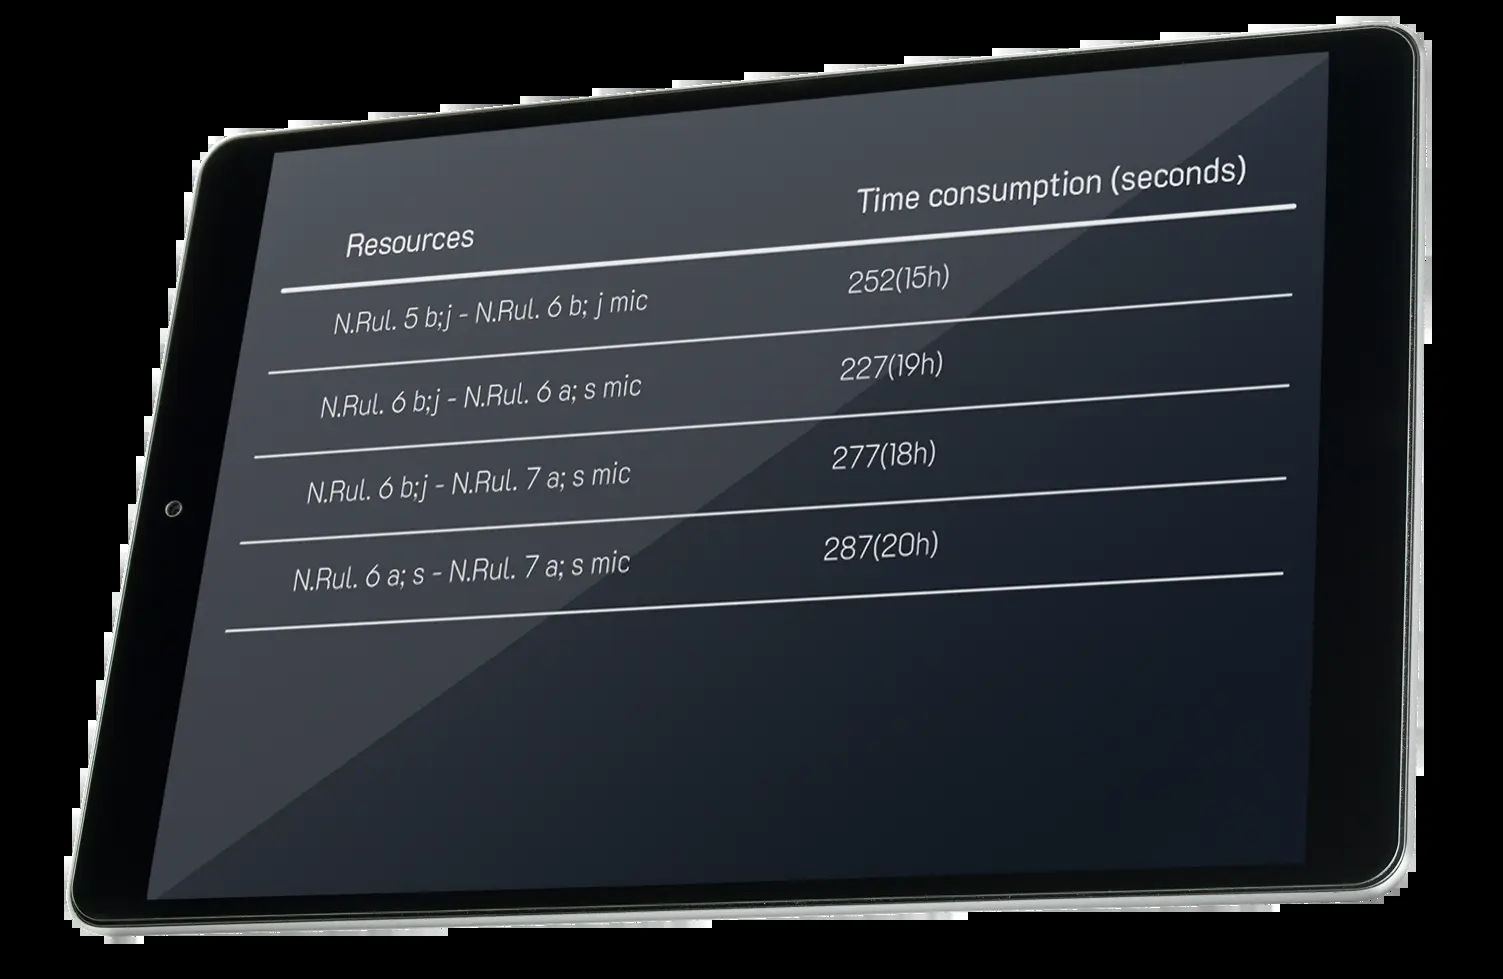 Resources Time consumption (seconds)
N.Rul. 5 b;j - N.Rul. 6 b; j mic 252(15h)
N.Rul. 6 b;j - N.Rul. 6 a; s mic 227(19h)
N.Rul. 6 b;j - N.Rul. 7 a; s mic 277(18h)
N.Rul. 6 a; s - N.Rul. 7 a; s mic 287(20h)